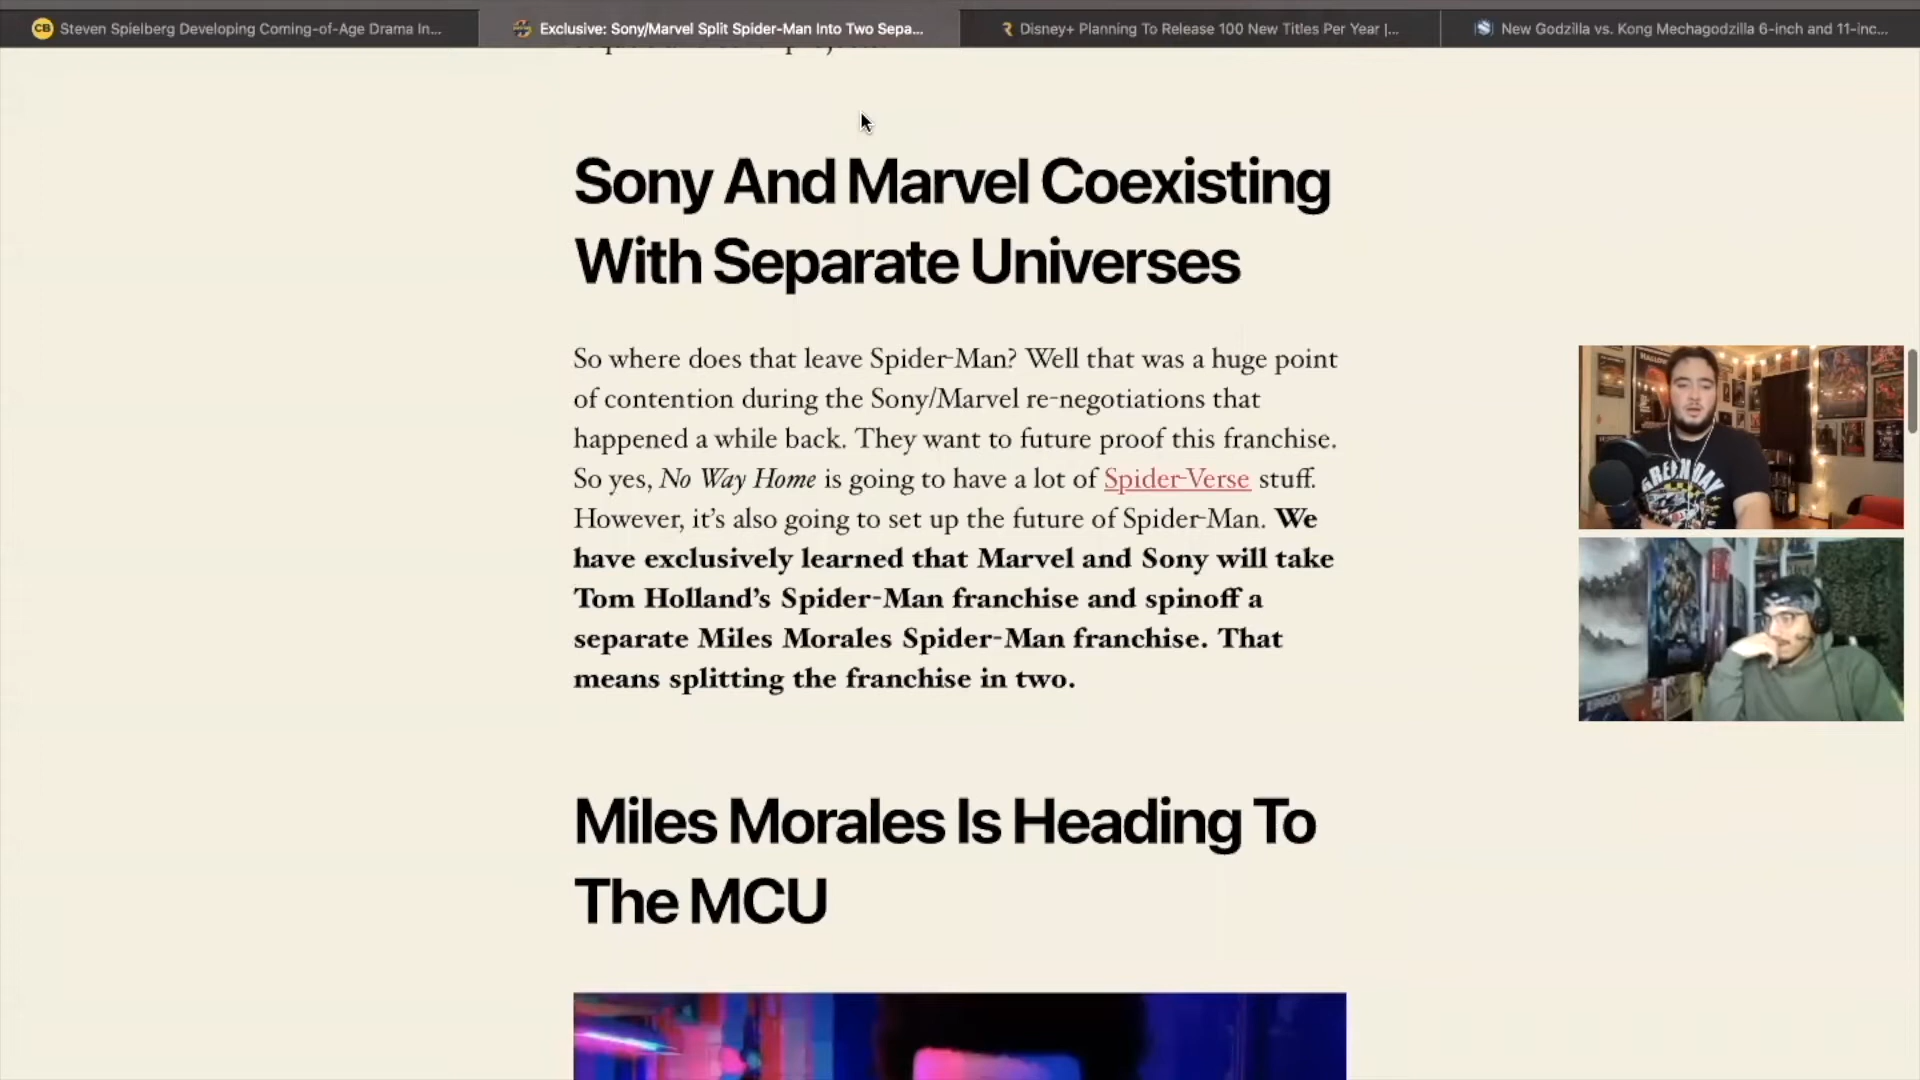 CB Steven Spielberg Developing Coming-of-Age Drama In...
Exclusive: Sony/Marvel Split Spider-Man Into Two Sepa...
Disney+ Planning To Release 100 New Titles Per Year |...
New Godzilla vs. Kong Mechagodzilla 6-inch and 11-inc...
Sony And Marvel Coexisting
With Separate Universes
So where does that leave Spider-Man? Well that was a huge point
of contention during the Sony/Marvel re-negotiations that
happened a while back. They want to future proof this franchise.
So yes, No Way Home is going to have a lot of Spider-Verse stuff.
However, it’s also going to set up the future of Spider-Man. We
have exclusively learned that Marvel and Sony will take
Tom Holland’s Spider-Man franchise and spinoff a
separate Miles Morales Spider-Man franchise. That
means splitting the franchise in two.
GREEN DAY
Miles Morales Is Heading To
The MCU